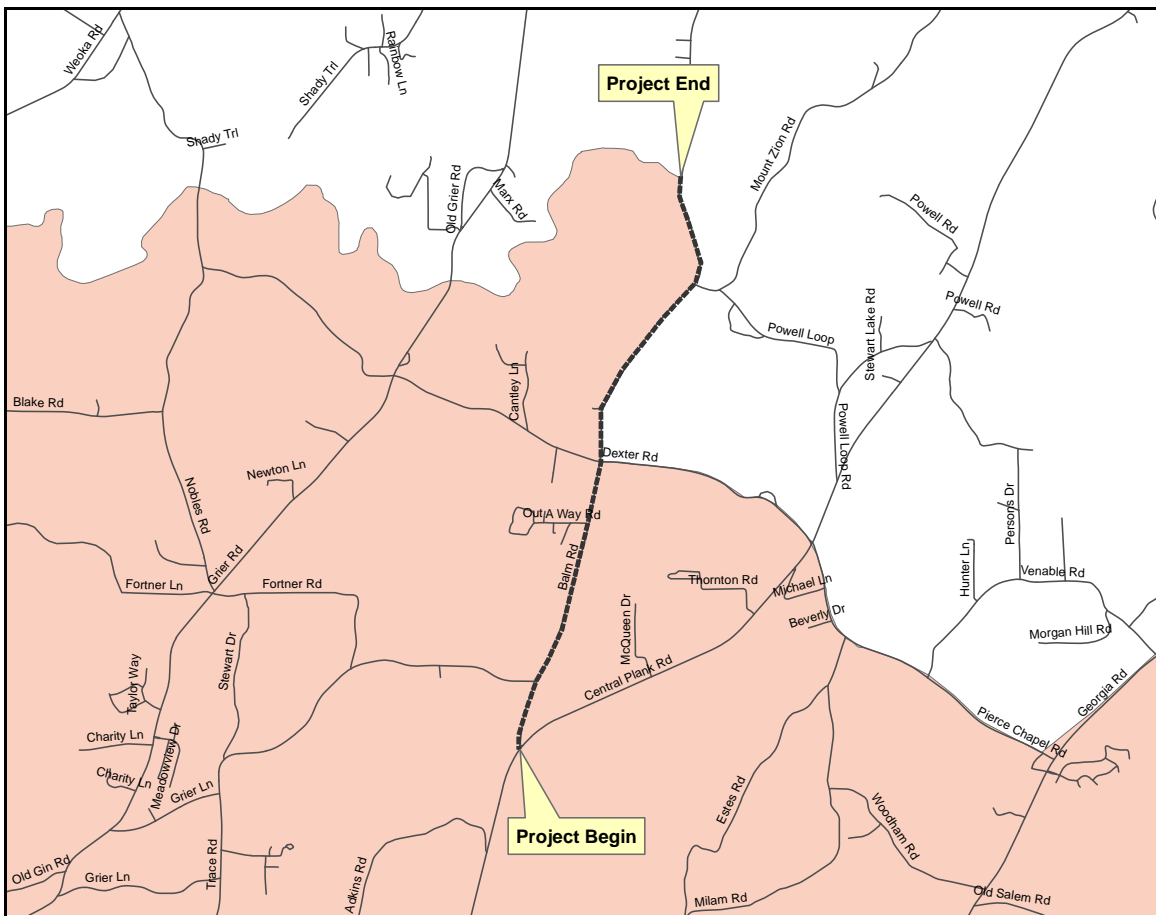 Weoka Rd
Rainbow Ln
Shady Trl
Project End
Shady Trl
Mount Zion Rd
Old Grier Rd
Marx Rd
Powell Rd
Powell Rd
Powell Loop
Stewart Lake Rd
Cantley Ln
Blake Rd
Powell Loop Rd
Dexter Rd
Newton Ln
Nobles Rd
Out A Way Rd
Persons Dr
Grier Rd
Balm Rd
Hunter Ln
Venable Rd
Fortner Ln
Fortner Rd
Thornton Rd
Michael Ln
Beverly Dr
McQueen Dr
Morgan Hill Rd
Stewart Dr
Central Plank Rd
Taylor Way
Georgia Rd
Charity Ln
Pierce Chapel Rd
Meadowview Dr
Charity Ln
Grier Ln
Estes Rd
Woodham Rd
Project Begin
Old Gin Rd
Grier Ln
Trace Rd
Adkins Rd
Milam Rd
Old Salem Rd